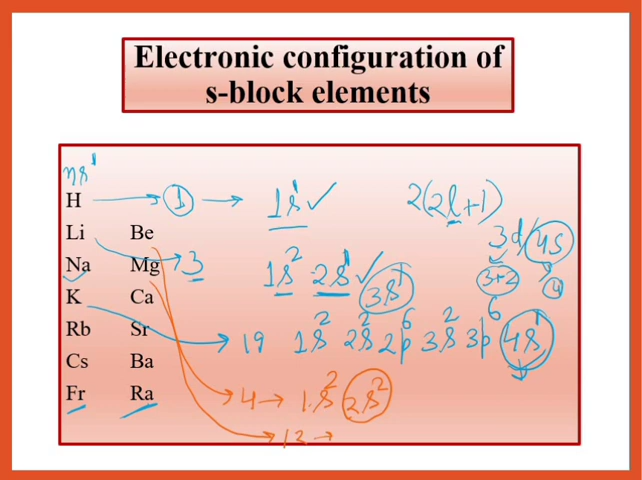 Electronic configuration of
s-block elements
ns¹
H 1 → 1s¹ ✓ 2(2l+1)
Li Be 3d/4s
Na Mg 3 1s² 2s¹ ✓ 3s¹ 3+2 4
K Ca
Rb Sr 19 1s² 2s² 2p⁶ 3s² 3p⁶ 4s¹
Cs Ba
Fr Ra 4 → 1s² 2s²
12 →